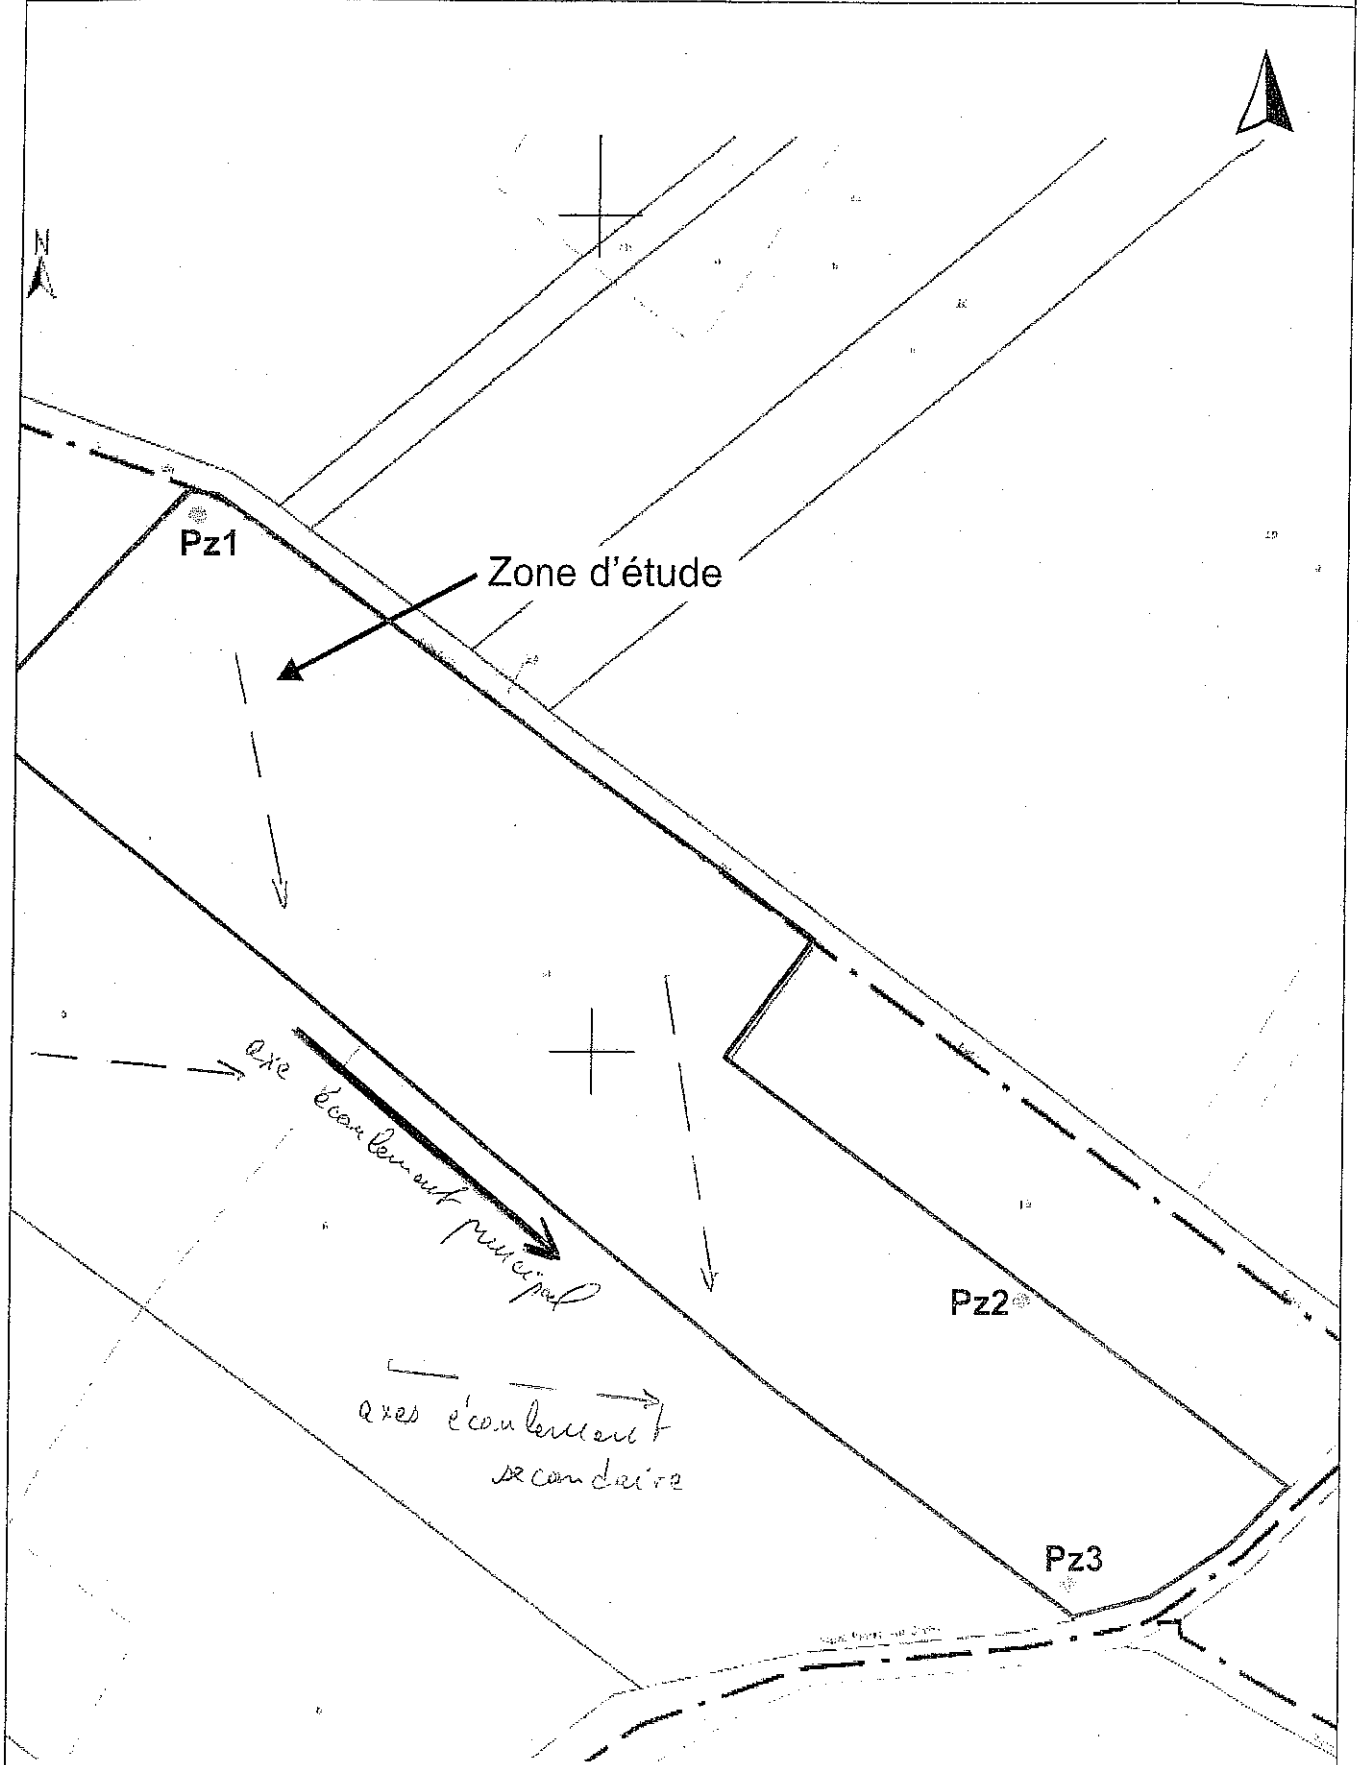 N
Pz1
Zone d'étude
axe écoulement principal
Pz2
axes écoulement
secondaire
Pz3